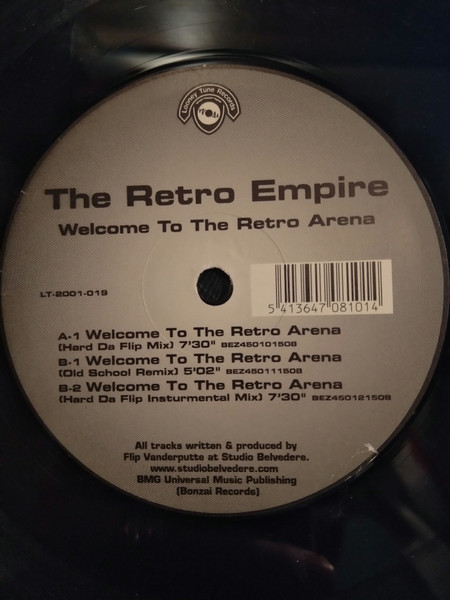 Looney Tune Records
The Retro Empire
Welcome To The Retro Arena
LT-2001-019
5 413647 081014
A-1 Welcome To The Retro Arena
(Hard Da Flip Mix) 7'30" BEZ450101508
B-1 Welcome To The Retro Arena
(Old School Remix) 5'02" BEZ450111508
B-2 Welcome To The Retro Arena
(Hard Da Flip Insturmental Mix) 7'30" BEZ450121508
All tracks written & produced by
Flip Vanderputte at Studio Belvedere.
www.studiobelvedere.com
BMG Universal Music Publishing
(Bonzai Records)